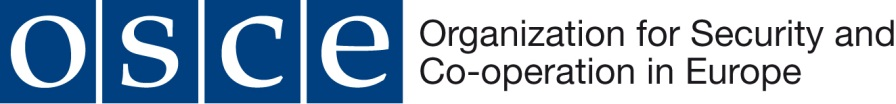 osce Organization for Security and
Co-operation in Europe